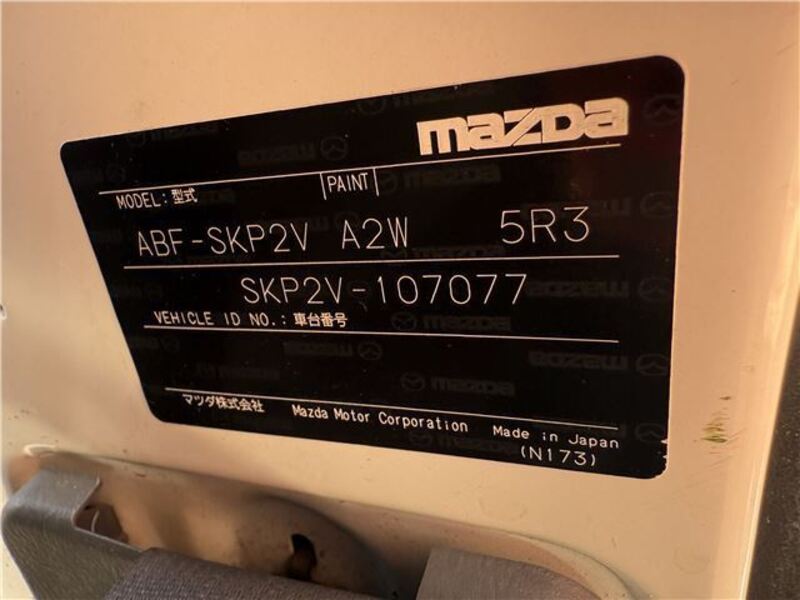 mazda
MODEL: 型式 PAINT
ABF-SKP2V A2W 5R3
SKP2V-107077
VEHICLE ID NO.: 車台番号
マツダ株式会社 Mazda Motor Corporation Made in Japan
(N173)